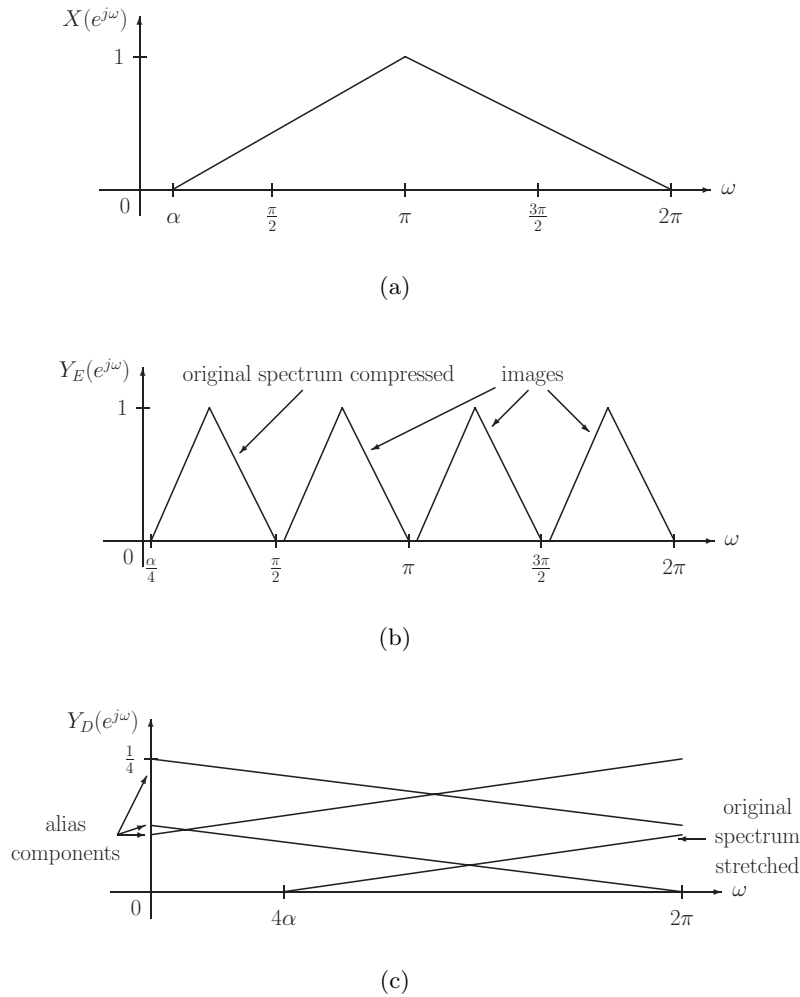 X(e^{jω})
1
0 α π/2 π 3π/2 2π ω
(a)
Y_E(e^{jω})
original spectrum compressed images
1
0 α/4 π/2 π 3π/2 2π ω
(b)
Y_D(e^{jω})
1/4
alias
components
original
spectrum
stretched
0 4α 2π ω
(c)